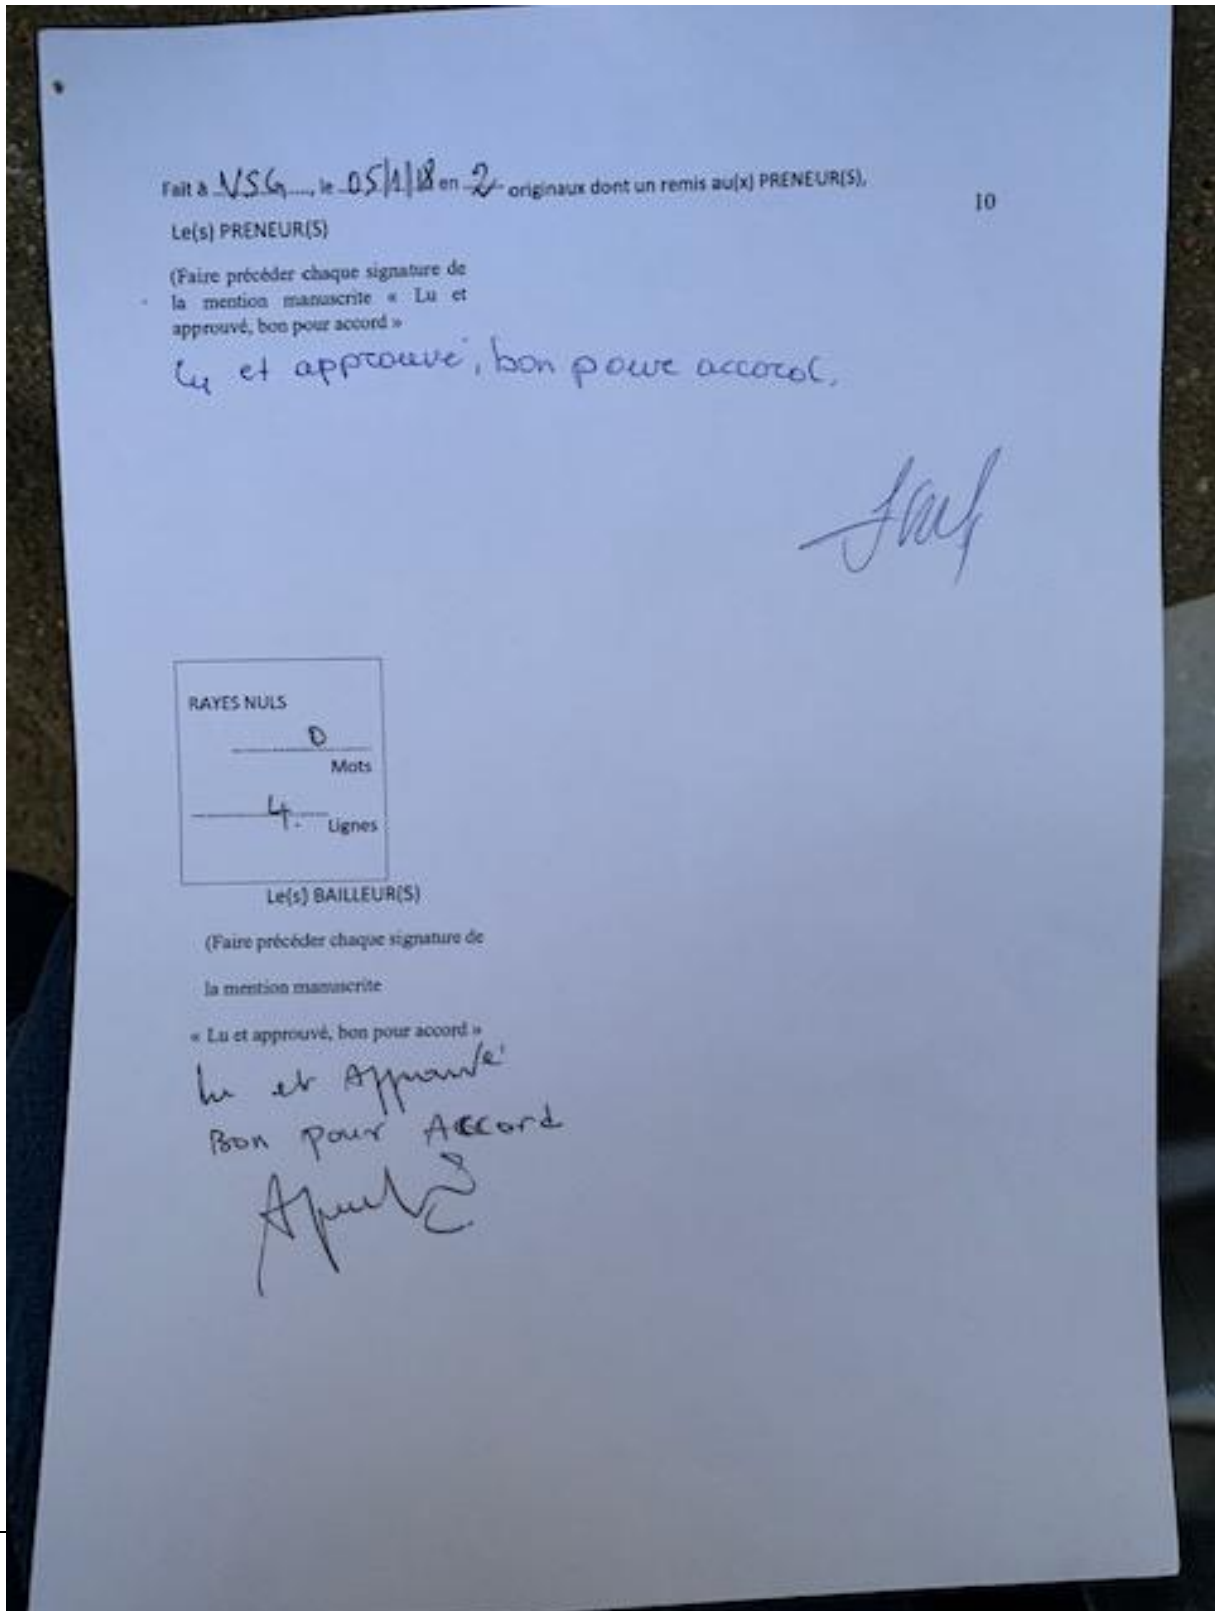 Fait à VSG, le 05/1/18 en 2 originaux dont un remis au(x) PRENEUR(S),
10
Le(s) PRENEUR(S)
(Faire précéder chaque signature de
la mention manuscrite « Lu et
approuvé, bon pour accord »
Lu et approuvé, bon pour accord.
RAYES NULS
0
Mots
4.
Lignes
Le(s) BAILLEUR(S)
(Faire précéder chaque signature de
la mention manuscrite
« Lu et approuvé, bon pour accord »
Lu et Approuvé
Bon pour Accord